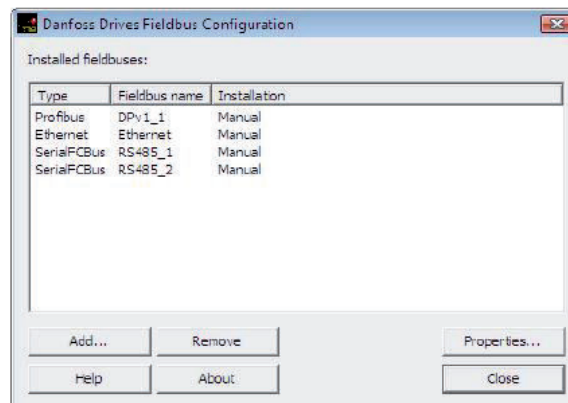 Danfoss Drives Fieldbus Configuration
Installed fieldbuses:
Type Fieldbus name Installation
Profibus DPv1_1 Manual
Ethernet Ethernet Manual
SerialFCBus RS485_1 Manual
SerialFCBus RS485_2 Manual
Add... Remove Properties...
Help About Close